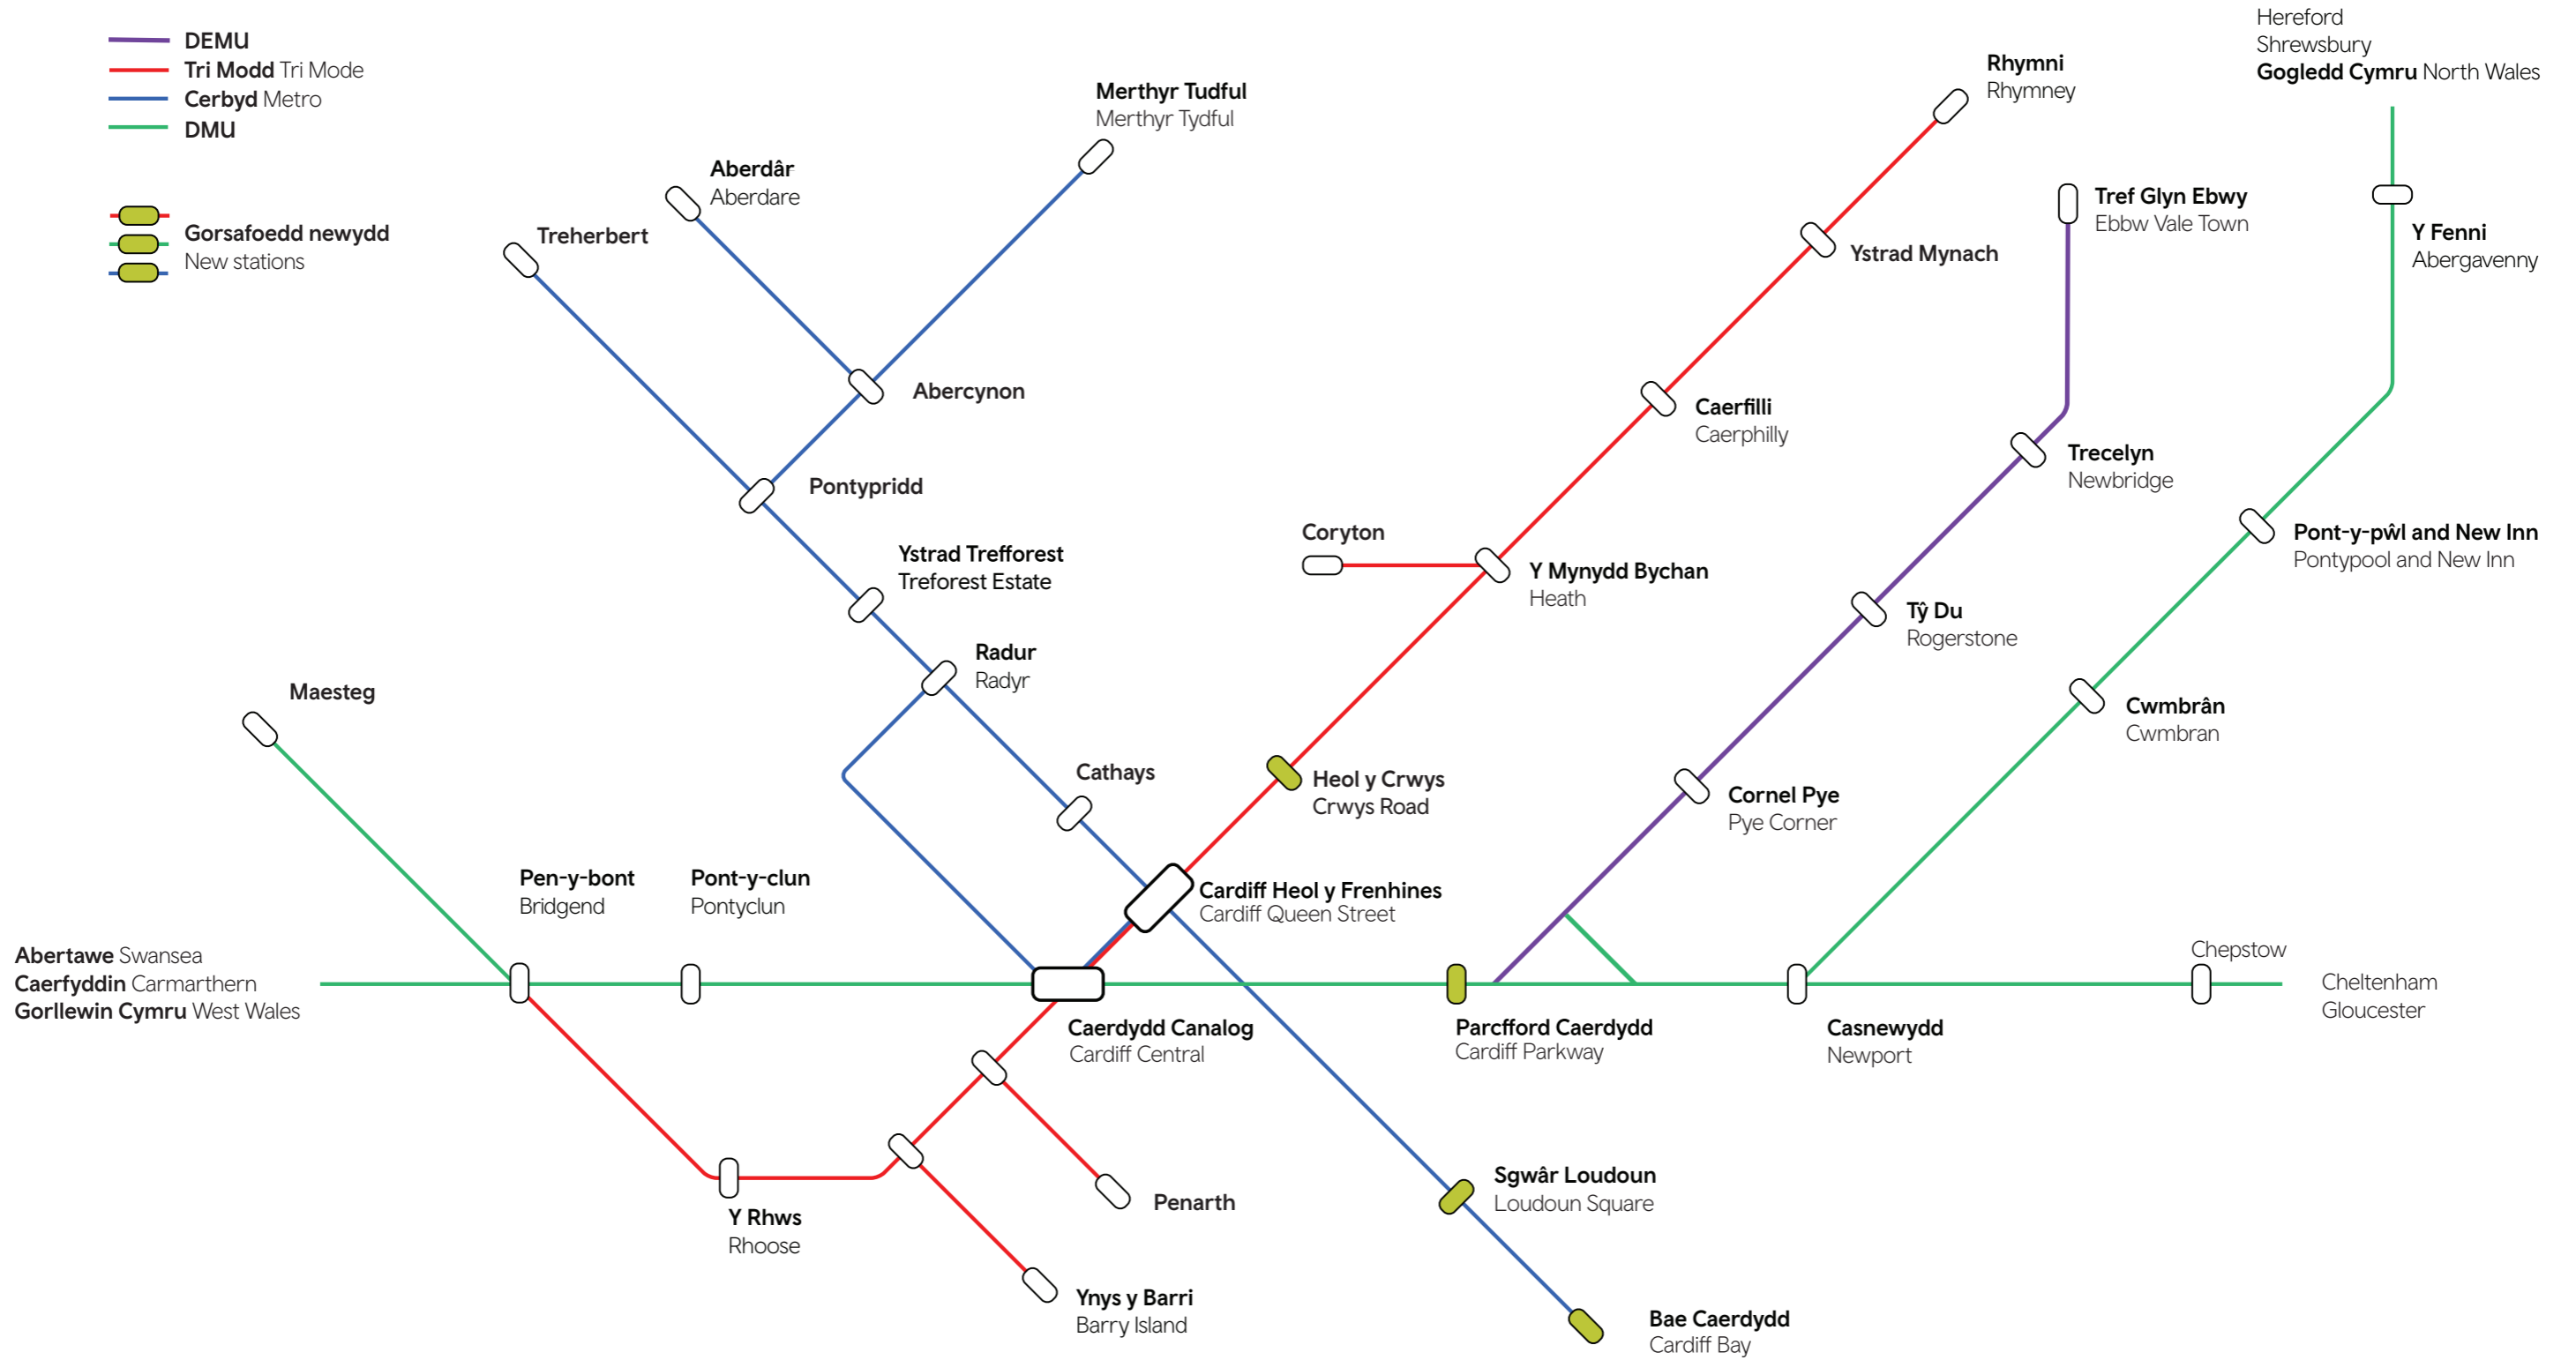 DEMU
Tri Modd Tri Mode
Cerbyd Metro
DMU
Gorsafoedd newydd
New stations
Hereford
Shrewsbury
Gogledd Cymru North Wales
Rhymni
Rhymney
Merthyr Tudful
Merthyr Tydful
Aberdâr
Aberdare
Treherbert
Tref Glyn Ebwy
Ebbw Vale Town
Y Fenni
Abergavenny
Ystrad Mynach
Abercynon
Caerfilli
Caerphilly
Trecelyn
Newbridge
Pontypridd
Coryton
Pont-y-pŵl and New Inn
Pontypool and New Inn
Ystrad Trefforest
Treforest Estate
Y Mynydd Bychan
Heath
Tŷ Du
Rogerstone
Radur
Radyr
Maesteg
Cwmbrân
Cwmbran
Cathays
Heol y Crwys
Crwys Road
Cornel Pye
Pye Corner
Pen-y-bont
Bridgend
Pont-y-clun
Pontyclun
Cardiff Heol y Frenhines
Cardiff Queen Street
Abertawe Swansea
Caerfyddin Carmarthern
Gorllewin Cymru West Wales
Chepstow
Cheltenham
Gloucester
Caerdydd Canalog
Cardiff Central
Parcfford Caerdydd
Cardiff Parkway
Casnewydd
Newport
Sgwâr Loudoun
Loudoun Square
Penarth
Y Rhws
Rhoose
Ynys y Barri
Barry Island
Bae Caerdydd
Cardiff Bay